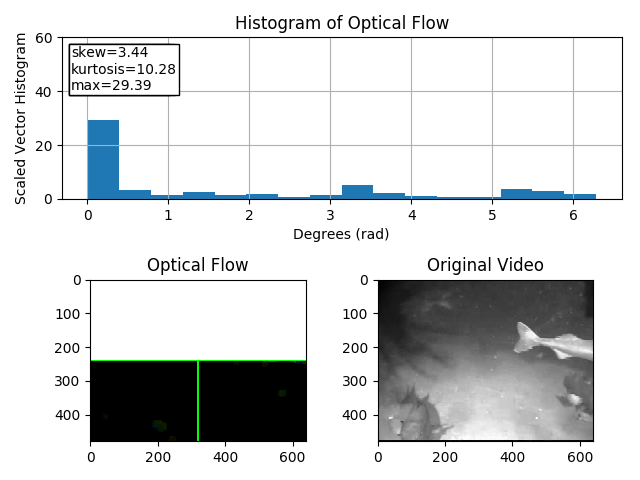 Histogram of Optical Flow
60
40
20
0
Scaled Vector Histogram
skew=3.44
kurtosis=10.28
max=29.39
0 1 2 3 4 5 6
Degrees (rad)
Optical Flow
0
100
200
300
400
0 200 400 600
Original Video
0
100
200
300
400
0 200 400 600